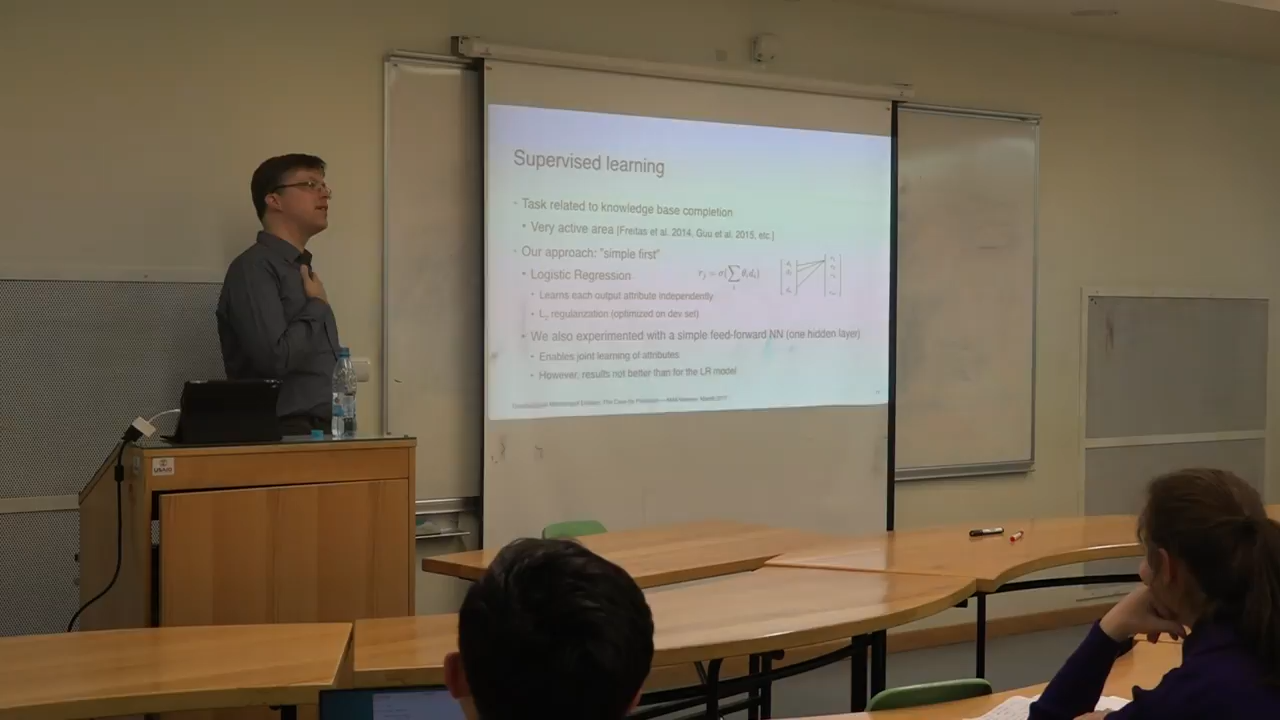 Supervised learning
Task related to knowledge base completion
Very active area [Freitas et al. 2014, Guu et al. 2015, etc.]
Our approach: "simple first"
Logistic Regression
Learns each output attribute independently
L₂ regularization (optimized on dev set)
We also experimented with a simple feed-forward NN (one hidden layer)
Enables joint learning of attributes
However, results not better than for the LR model
USAID